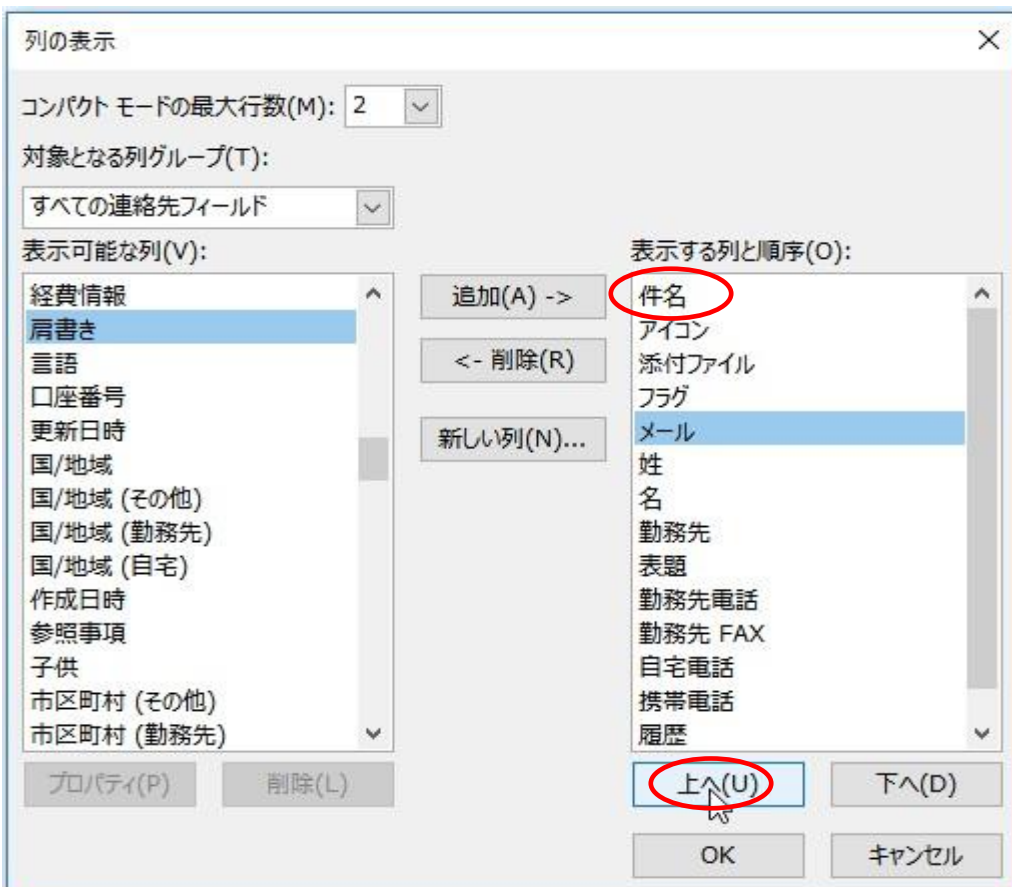 列の表示
コンパクト モードの最大行数(M): 2
対象となる列グループ(T):
すべての連絡先フィールド
表示可能な列(V):
経費情報
肩書き
言語
口座番号
更新日時
国/地域
国/地域 (その他)
国/地域 (勤務先)
国/地域 (自宅)
作成日時
参照事項
子供
市区町村 (その他)
市区町村 (勤務先)
プロパティ(P)
削除(L)
追加(A) ->
<- 削除(R)
新しい列(N)...
表示する列と順序(O):
件名
アイコン
添付ファイル
フラグ
メール
姓
名
勤務先
表題
勤務先電話
勤務先 FAX
自宅電話
携帯電話
履歴
上へ(U)
下へ(D)
OK
キャンセル